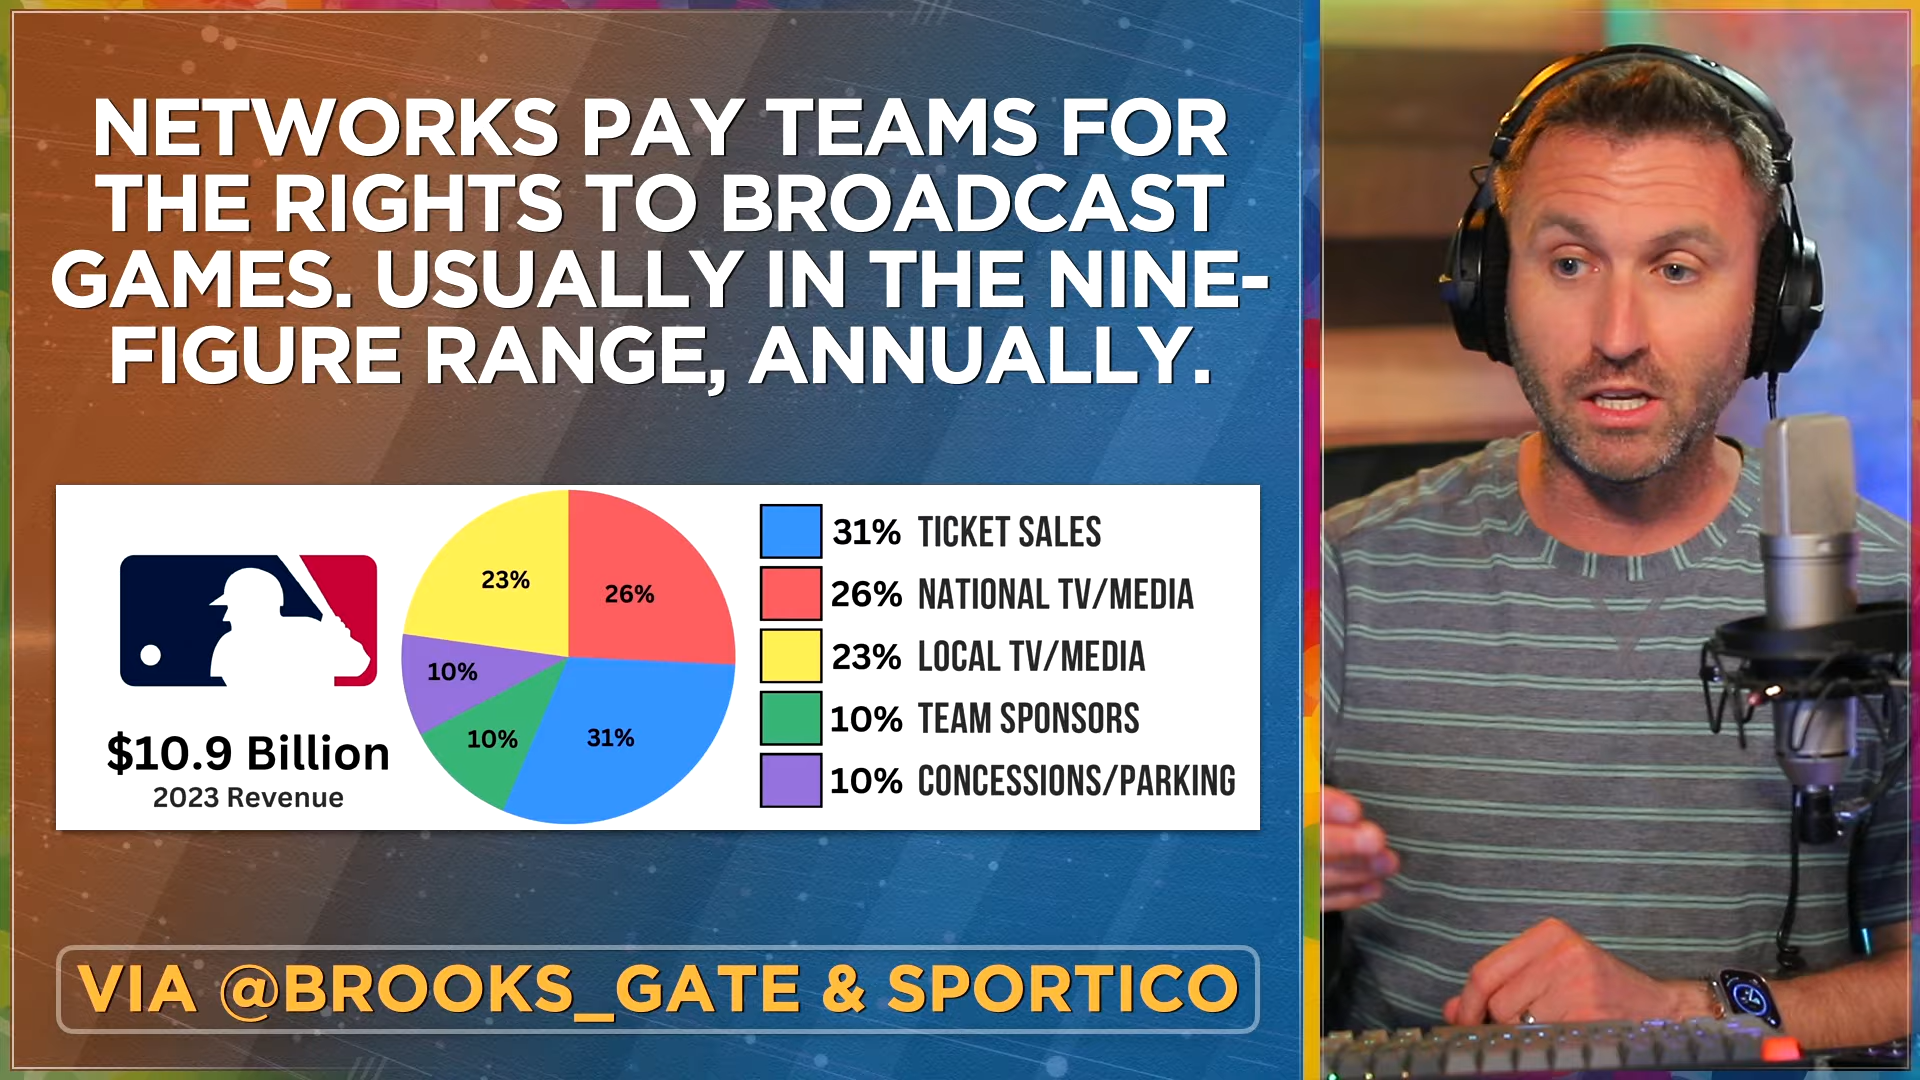 NETWORKS PAY TEAMS FOR
THE RIGHTS TO BROADCAST
GAMES. USUALLY IN THE NINE-
FIGURE RANGE, ANNUALLY.
$10.9 Billion
2023 Revenue
23%
26%
10%
10%
31%
31% TICKET SALES
26% NATIONAL TV/MEDIA
23% LOCAL TV/MEDIA
10% TEAM SPONSORS
10% CONCESSIONS/PARKING
VIA @BROOKS_GATE & SPORTICO